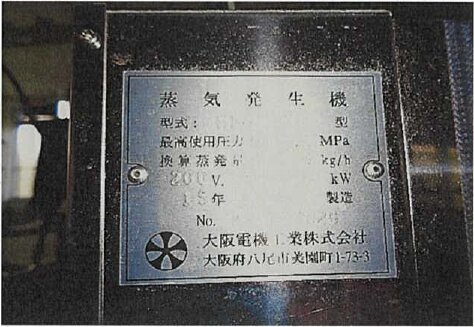 蒸気発生機
型式: 型
最高使用圧力 MPa
換算蒸発量 kg/h
200 V. kW
15年 製造
No.
大阪電機工業株式会社
大阪府八尾市美園町1-73-3